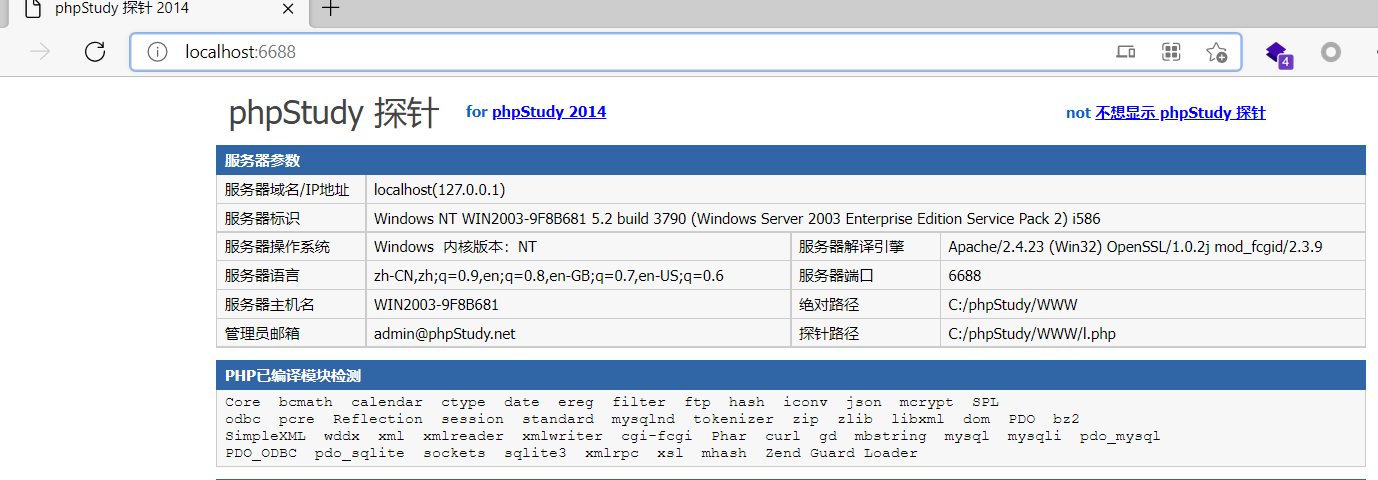 phpStudy 探针 2014
localhost:6688
4
phpStudy 探针 for phpStudy 2014 not 不想显示 phpStudy 探针
服务器参数
服务器域名/IP地址 localhost(127.0.0.1)
服务器标识 Windows NT WIN2003-9F8B681 5.2 build 3790 (Windows Server 2003 Enterprise Edition Service Pack 2) i586
服务器操作系统 Windows 内核版本：NT 服务器解译引擎 Apache/2.4.23 (Win32) OpenSSL/1.0.2j mod_fcgid/2.3.9
服务器语言 zh-CN,zh;q=0.9,en;q=0.8,en-GB;q=0.7,en-US;q=0.6 服务器端口 6688
服务器主机名 WIN2003-9F8B681 绝对路径 C:/phpStudy/WWW
管理员邮箱 admin@phpStudy.net 探针路径 C:/phpStudy/WWW/l.php
PHP已编译模块检测
Core bcmath calendar ctype date ereg filter ftp hash iconv json mcrypt SPL
odbc pcre Reflection session standard mysqlnd tokenizer zip zlib libxml dom PDO bz2
SimpleXML wddx xml xmlreader xmlwriter cgi-fcgi Phar curl gd mbstring mysql mysqli pdo_mysql
PDO_ODBC pdo_sqlite sockets sqlite3 xmlrpc xsl mhash Zend Guard Loader